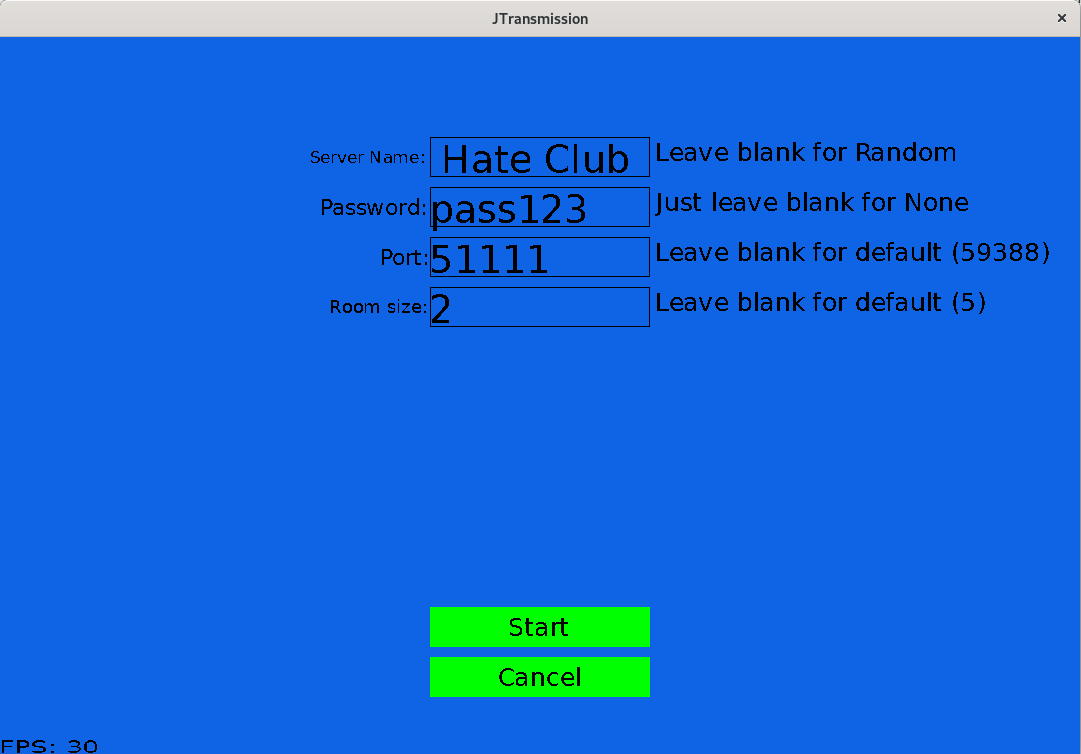 JTransmission ×
Server Name: Hate Club Leave blank for Random
Password: pass123 Just leave blank for None
Port: 51111 Leave blank for default (59388)
Room size: 2 Leave blank for default (5)
Start
Cancel
FPS: 30